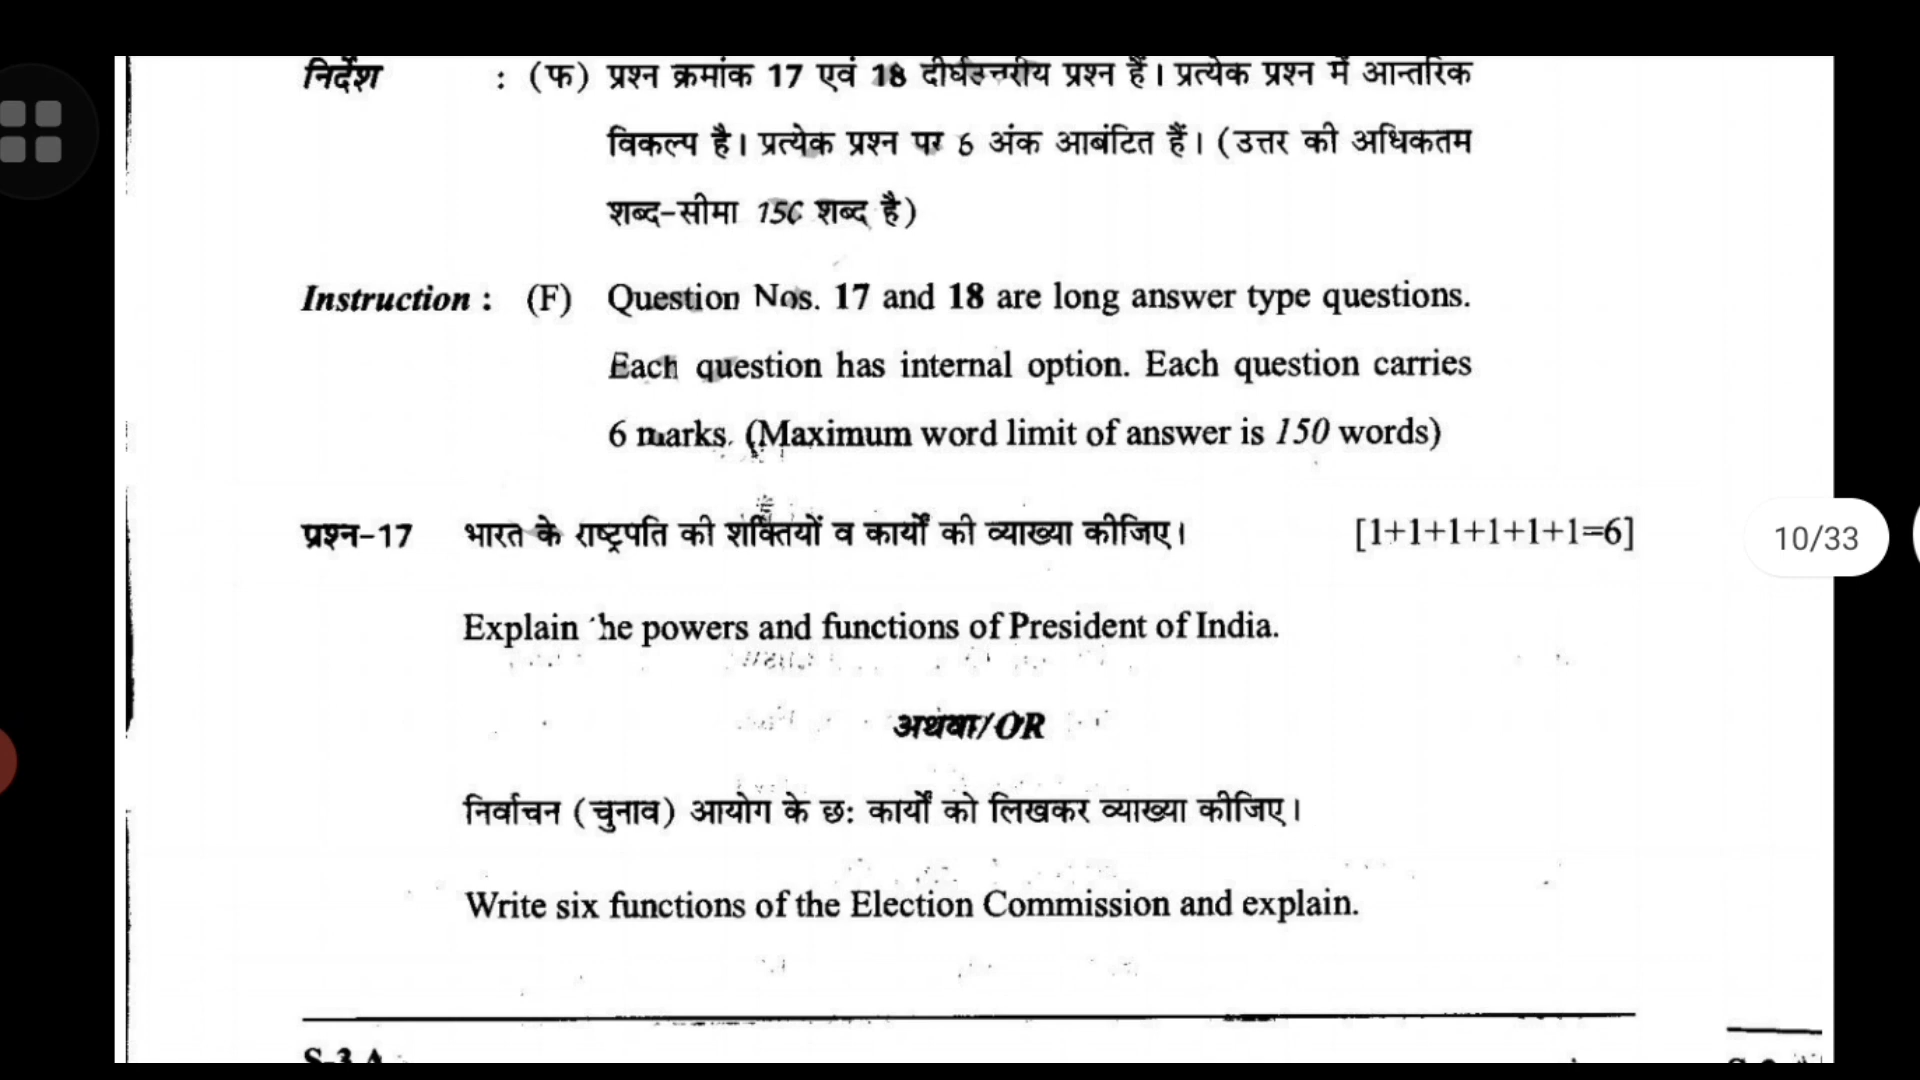 निर्देश : (फ) प्रश्न क्रमांक 17 एवं 18 दीर्घउत्तरीय प्रश्न हैं। प्रत्येक प्रश्न में आन्तरिक
विकल्प है। प्रत्येक प्रश्न पर 6 अंक आबंटित हैं। (उत्तर की अधिकतम
शब्द-सीमा 150 शब्द है)
Instruction : (F) Question Nos. 17 and 18 are long answer type questions.
Each question has internal option. Each question carries
6 marks. (Maximum word limit of answer is 150 words)
प्रश्न-17 भारत के राष्ट्रपति की शक्तियों व कार्यों की व्याख्या कीजिए। [1+1+1+1+1+1=6]
10/33
Explain he powers and functions of President of India.
अथवा/OR
निर्वाचन (चुनाव) आयोग के छः कार्यों को लिखकर व्याख्या कीजिए।
Write six functions of the Election Commission and explain.